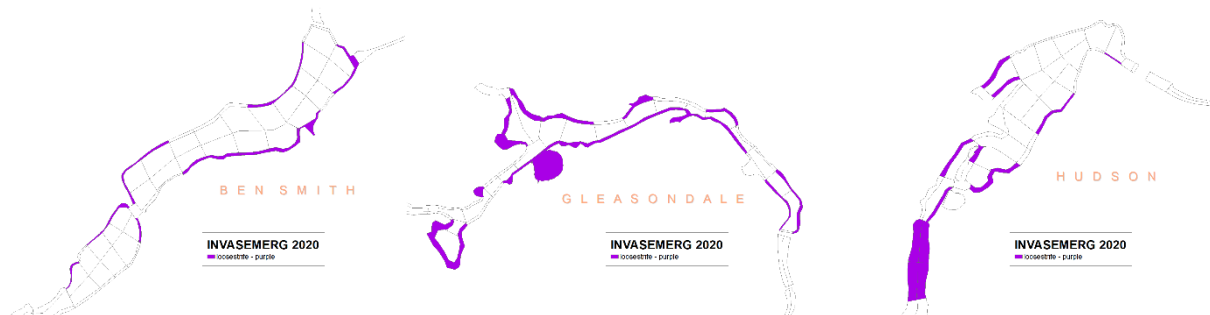 BEN SMITH
INVASEMERG 2020
loosestrife - purple
GLEASONDALE
INVASEMERG 2020
loosestrife - purple
HUDSON
INVASEMERG 2020
loosestrife - purple